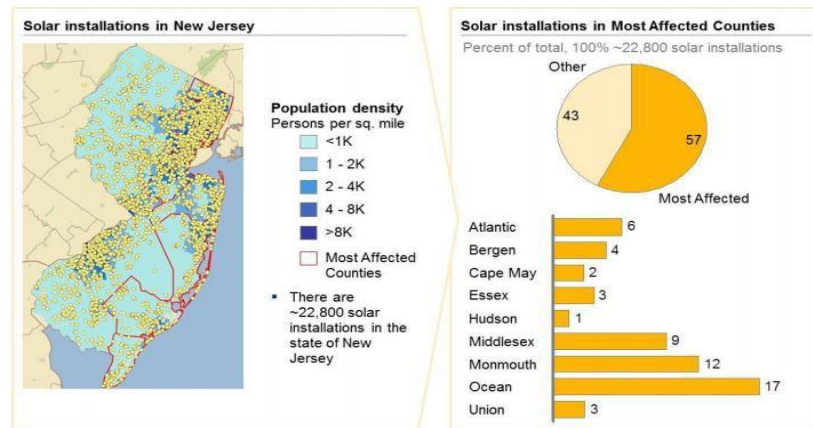 Solar installations in New Jersey
Population density
Persons per sq. mile
<1K
1 - 2K
2 - 4K
4 - 8K
>8K
Most Affected
Counties
▪ There are
~22,800 solar
installations in the
state of New
Jersey
Solar installations in Most Affected Counties
Percent of total, 100% ~22,800 solar installations
Other
43
57
Most Affected
Atlantic 6
Bergen 4
Cape May 2
Essex 3
Hudson 1
Middlesex 9
Monmouth 12
Ocean 17
Union 3